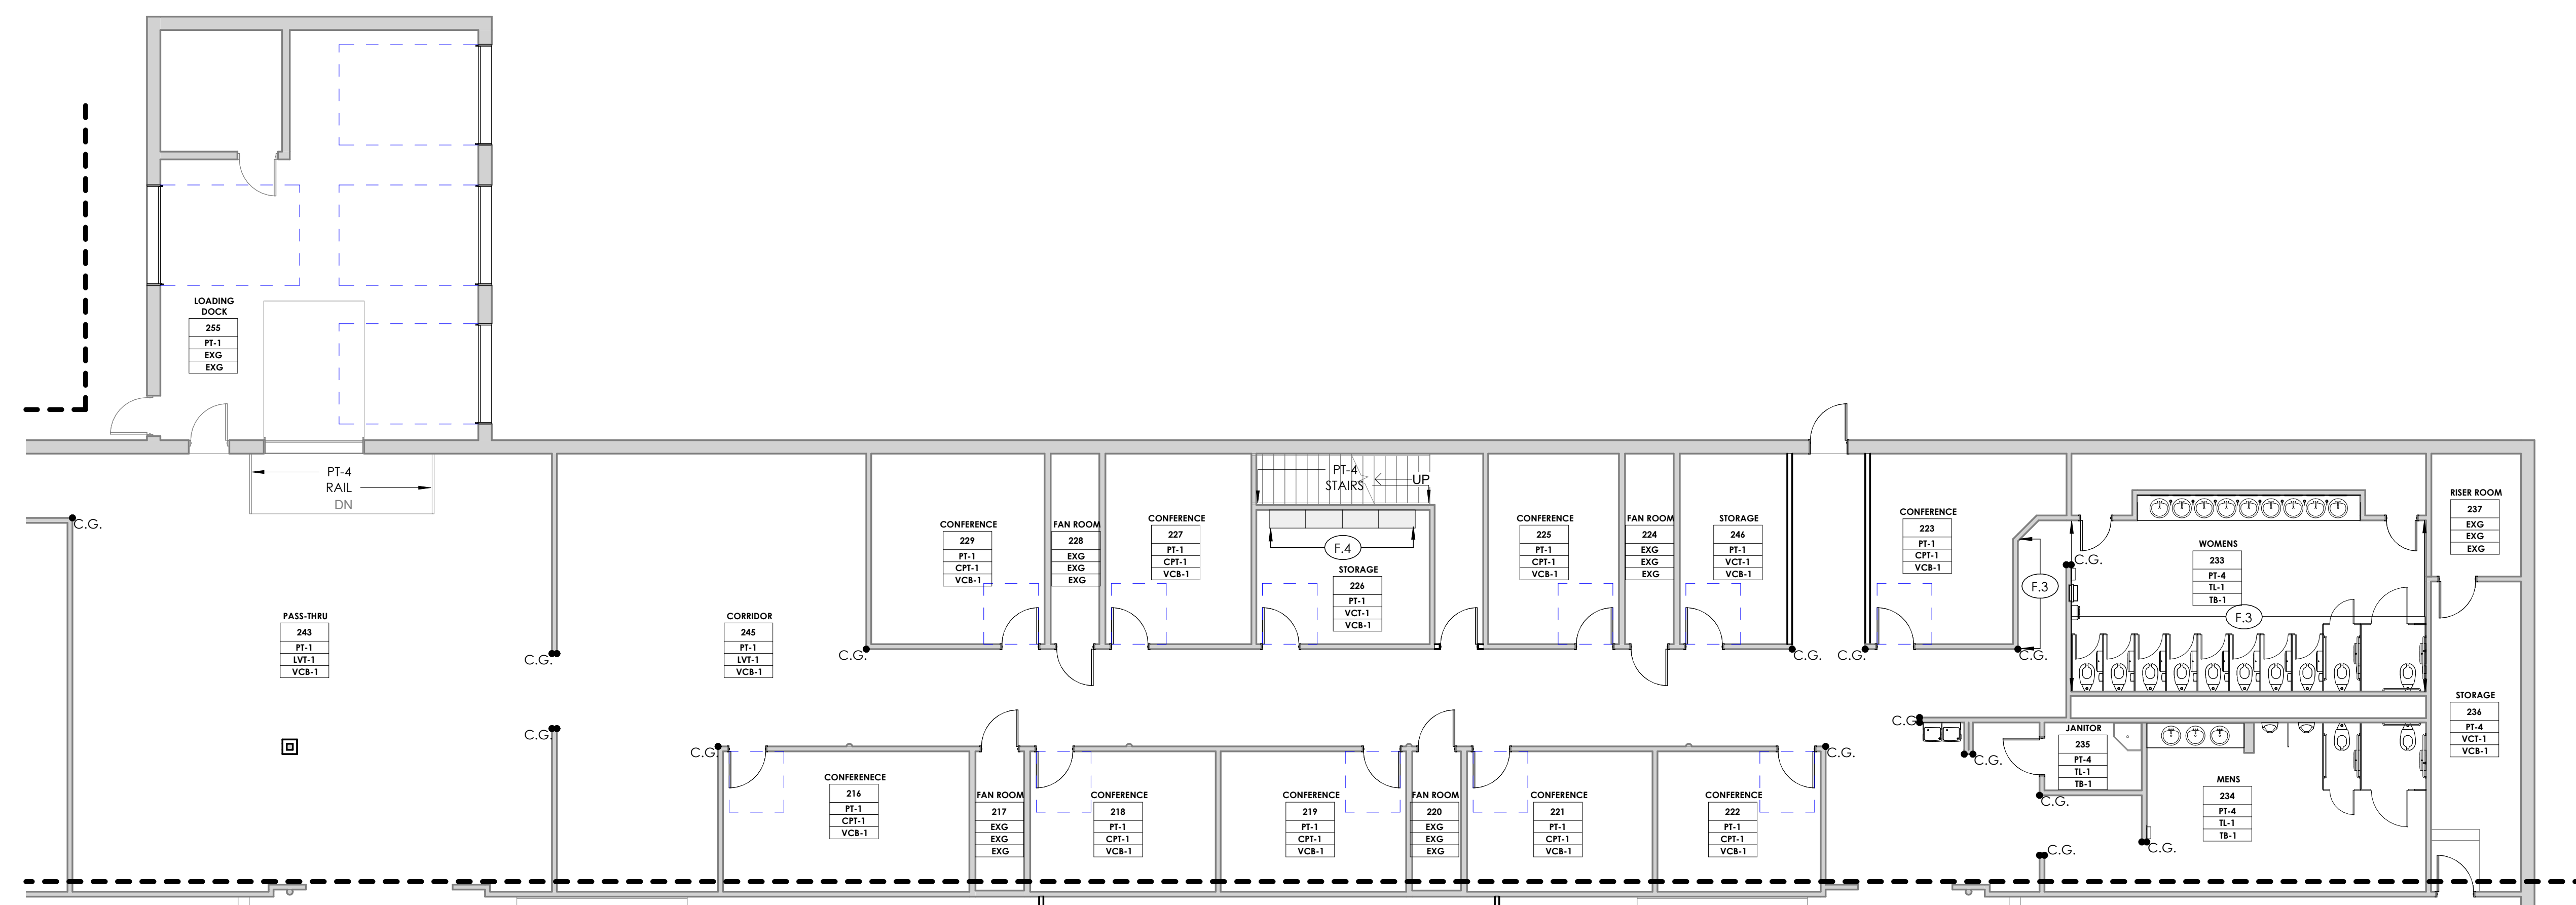 LOADING
DOCK
255
PT-1
EXG
EXG
PT-4
RAIL
DN
C.G.
PASS-THRU
243
PT-1
LVT-1
VCB-1
C.G.
C.G.
CORRIDOR
245
PT-1
LVT-1
VCB-1
C.G.
C.G.
CONFERENCE
229
PT-1
CPT-1
VCB-1
FAN ROOM
228
EXG
EXG
EXG
CONFERENCE
227
PT-1
CPT-1
VCB-1
PT-4
STAIRS
UP
F.4
STORAGE
226
PT-1
VCT-1
VCB-1
CONFERENCE
225
PT-1
CPT-1
VCB-1
FAN ROOM
224
EXG
EXG
EXG
STORAGE
246
PT-1
VCT-1
VCB-1
C.G.
C.G.
CONFERENCE
223
PT-1
CPT-1
VCB-1
C.G.
F.3
C.G.
WOMENS
233
PT-4
TL-1
TB-1
F.3
RISER ROOM
237
EXG
EXG
EXG
STORAGE
236
PT-4
VCT-1
VCB-1
CONFERENECE
216
PT-1
CPT-1
VCB-1
FAN ROOM
217
EXG
EXG
EXG
CONFERENCE
218
PT-1
CPT-1
VCB-1
CONFERENCE
219
PT-1
CPT-1
VCB-1
FAN ROOM
220
EXG
EXG
EXG
CONFERENCE
221
PT-1
CPT-1
VCB-1
CONFERENCE
222
PT-1
CPT-1
VCB-1
C.G.
C.G.
C.G.
JANITOR
235
PT-4
TL-1
TB-1
C.G.
C.G.
C.G.
MENS
234
PT-4
TL-1
TB-1